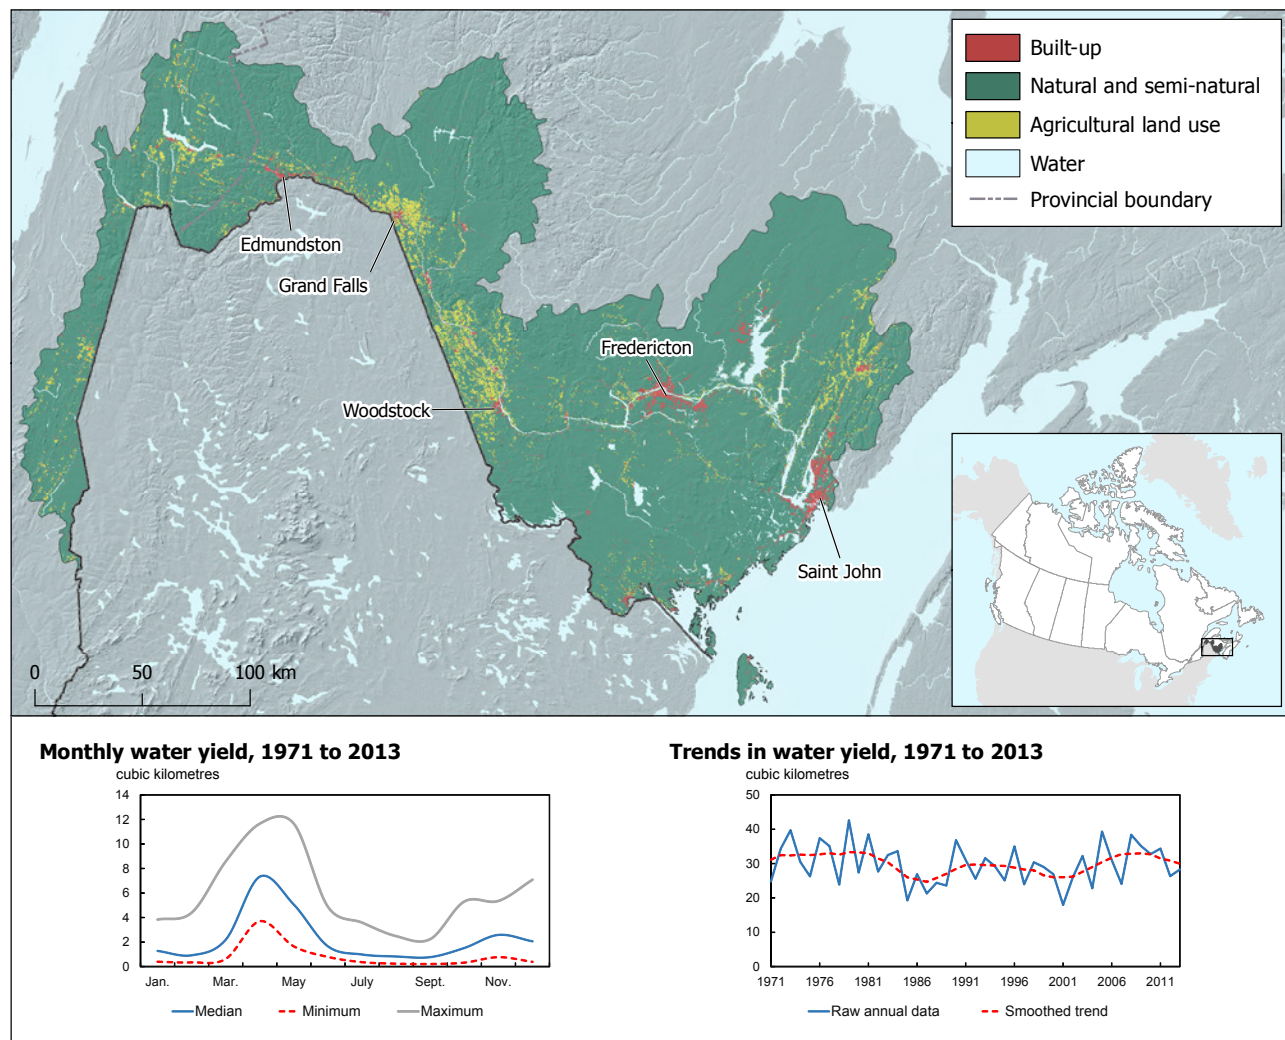 Built-up
Natural and semi-natural
Agricultural land use
Water
Provincial boundary
Edmundston
Grand Falls
Fredericton
Woodstock
Saint John
0 50 100 km
Monthly water yield, 1971 to 2013
cubic kilometres
14
12
10
8
6
4
2
0
Jan. Mar. May July Sept. Nov.
Median Minimum Maximum
Trends in water yield, 1971 to 2013
cubic kilometres
50
40
30
20
10
0
1971 1976 1981 1986 1991 1996 2001 2006 2011
Raw annual data Smoothed trend